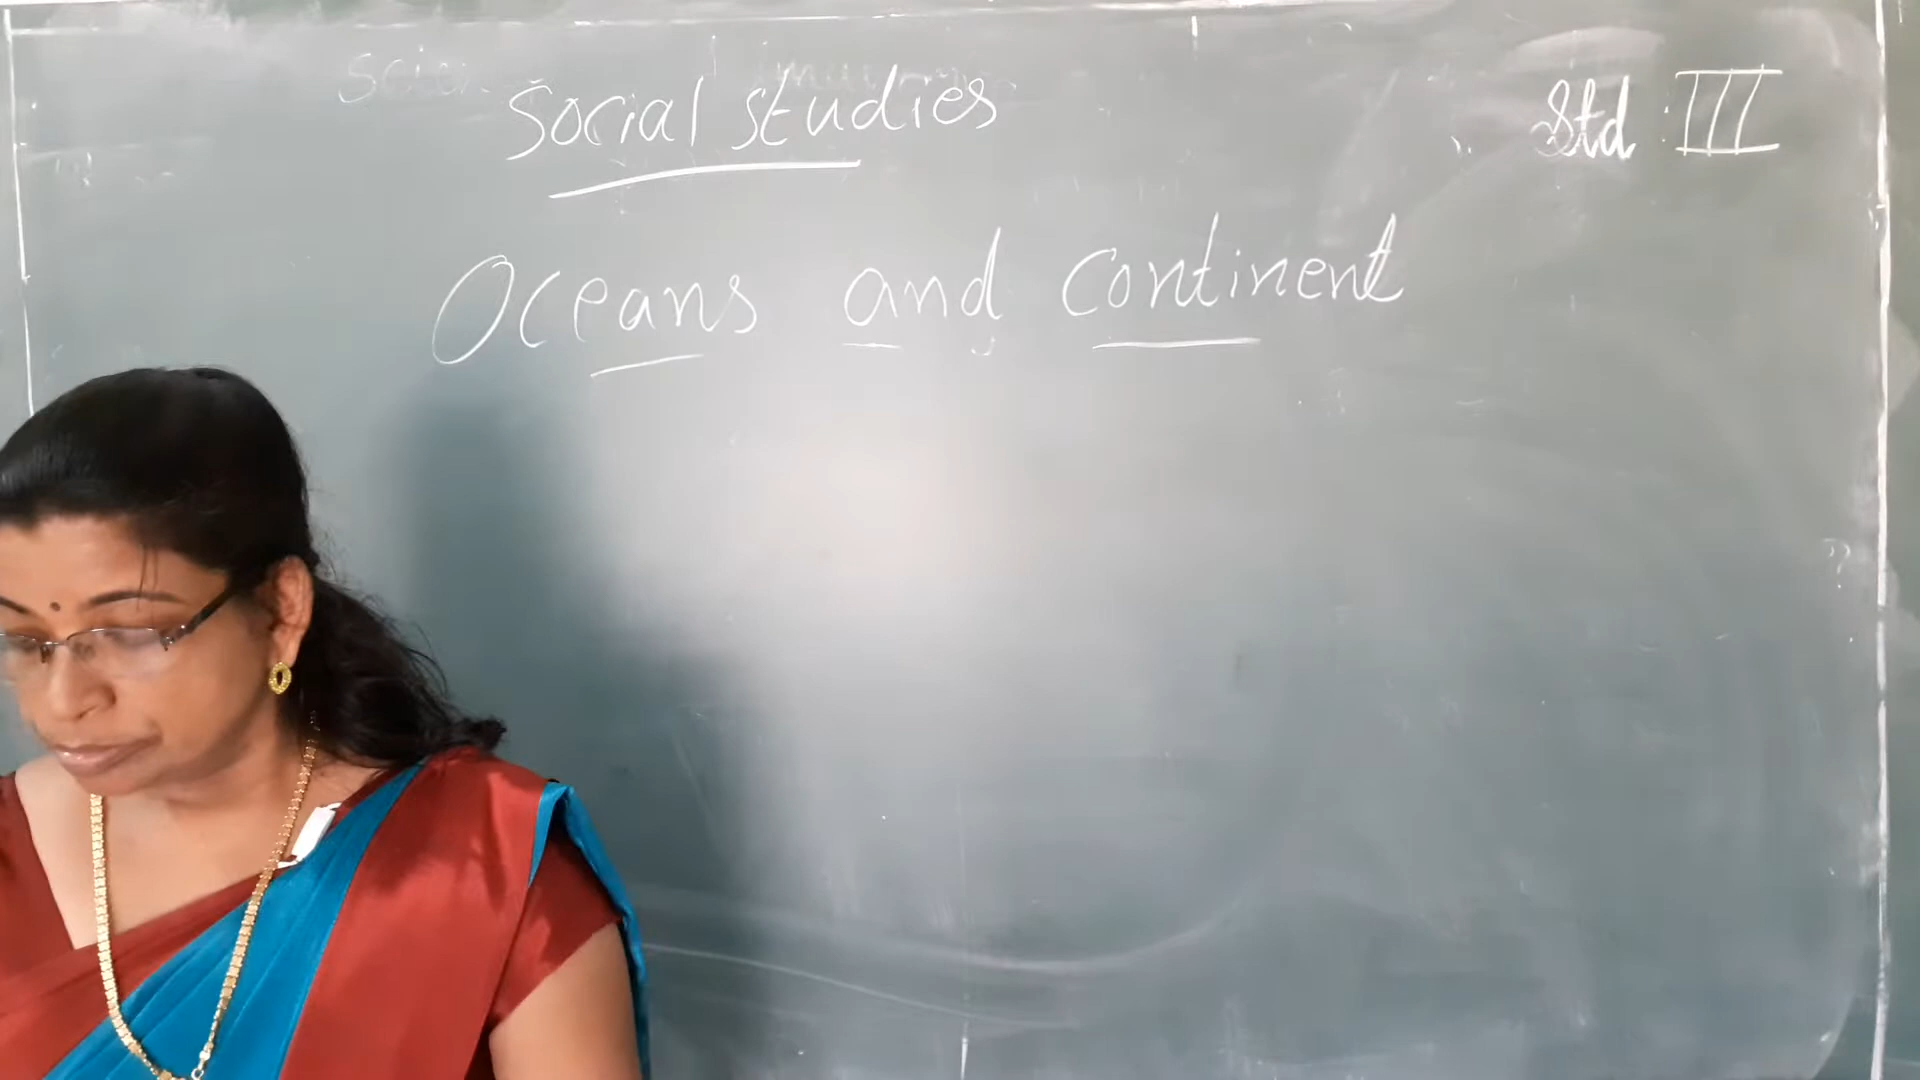 Social studies
Std : III
Oceans and continent